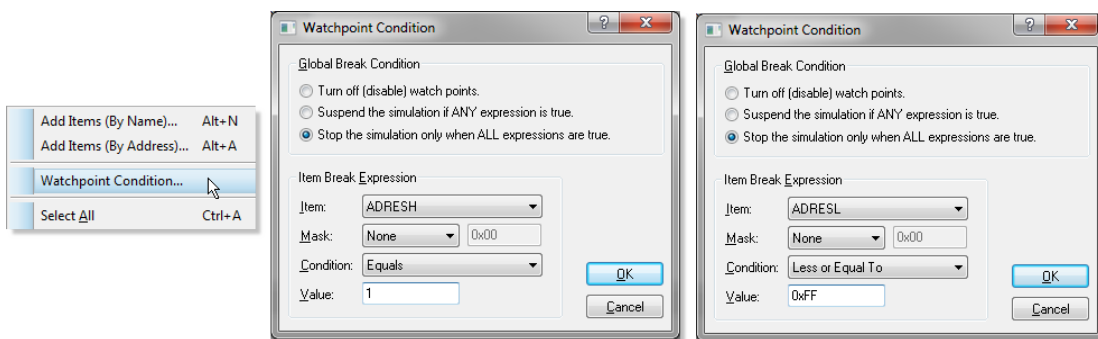 Add Items (By Name)... Alt+N
Add Items (By Address)... Alt+A
Watchpoint Condition...
Select All Ctrl+A
Watchpoint Condition
Global Break Condition
Turn off (disable) watch points.
Suspend the simulation if ANY expression is true.
Stop the simulation only when ALL expressions are true.
Item Break Expression
Item: ADRESH
Mask: None 0x00
Condition: Equals
OK
Value: 1
Cancel
Watchpoint Condition
Global Break Condition
Turn off (disable) watch points.
Suspend the simulation if ANY expression is true.
Stop the simulation only when ALL expressions are true.
Item Break Expression
Item: ADRESL
Mask: None 0x00
Condition: Less or Equal To
OK
Value: 0xFF
Cancel